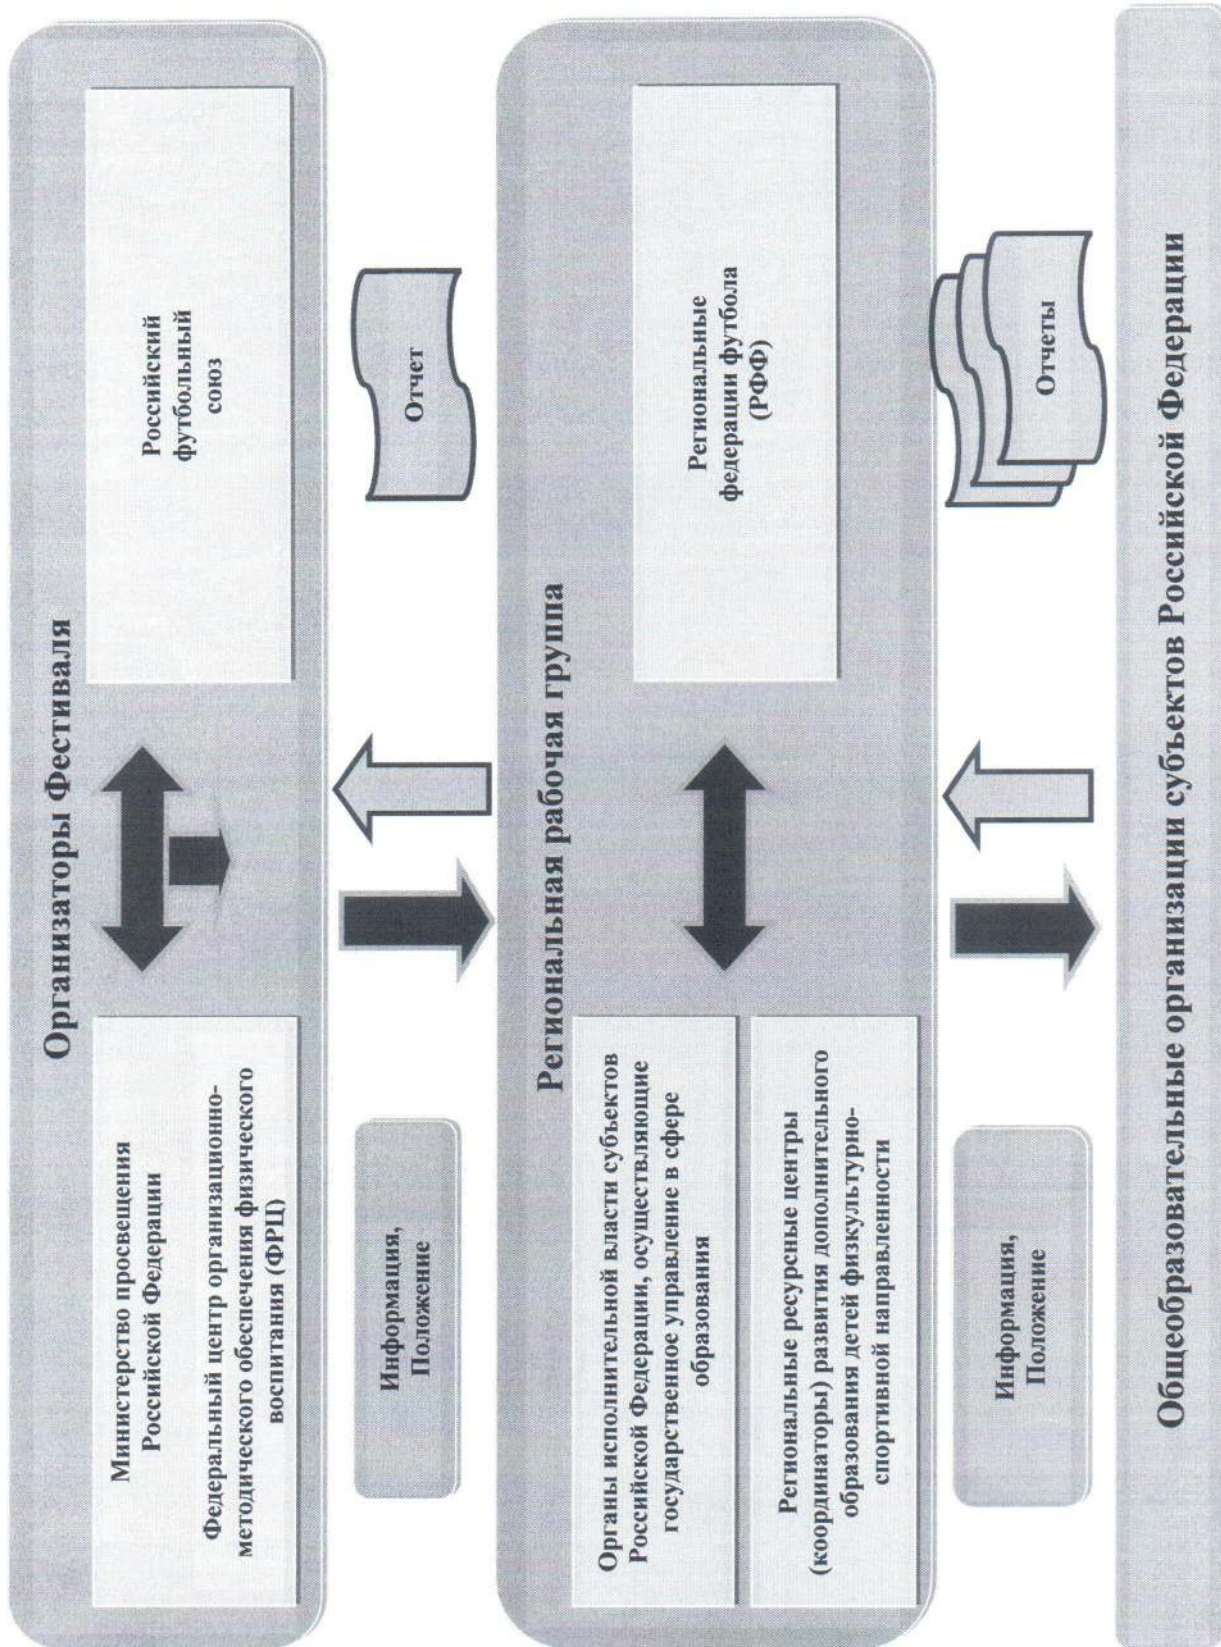 Организаторы Фестиваля
Министерство просвещения
Российской Федерации
Федеральный центр организационно-
методического обеспечения физического
воспитания (ФРЦ)
Российский
футбольный
союз
Информация,
Положение
Отчет
Региональная рабочая группа
Органы исполнительной власти субъектов
Российской Федерации, осуществляющие
государственное управление в сфере
образования
Региональные ресурсные центры
(координаторы) развития дополнительного
образования детей физкультурно-
спортивной направленности
Региональные
федерации футбола
(РФФ)
Информация,
Положение
Отчеты
Общеобразовательные организации субъектов Российской Федерации